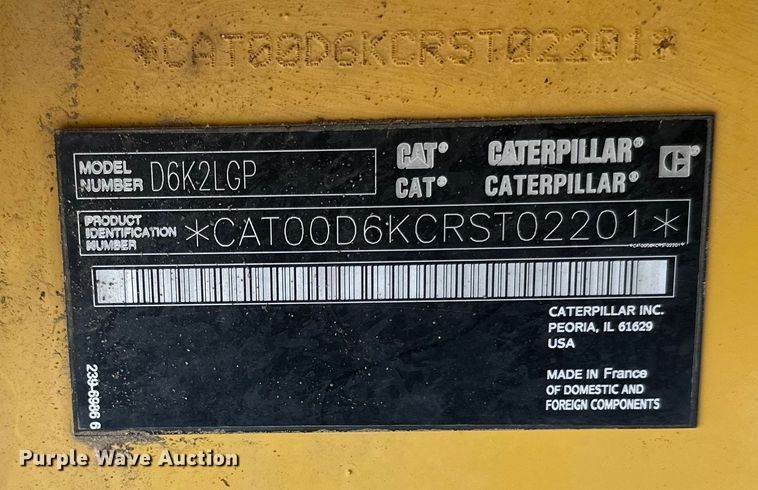 *CAT00D6KCRST02201*
MODEL NUMBER D6K2LGP
CAT® CATERPILLAR®
CAT® CATERPILLAR®
PRODUCT IDENTIFICATION NUMBER *CAT00D6KCRST02201*
*CAT00D6KCRST02201*
CATERPILLAR INC.
PEORIA, IL 61629
USA
MADE IN France
OF DOMESTIC AND
FOREIGN COMPONENTS
239-6986 6
Purple Wave Auction